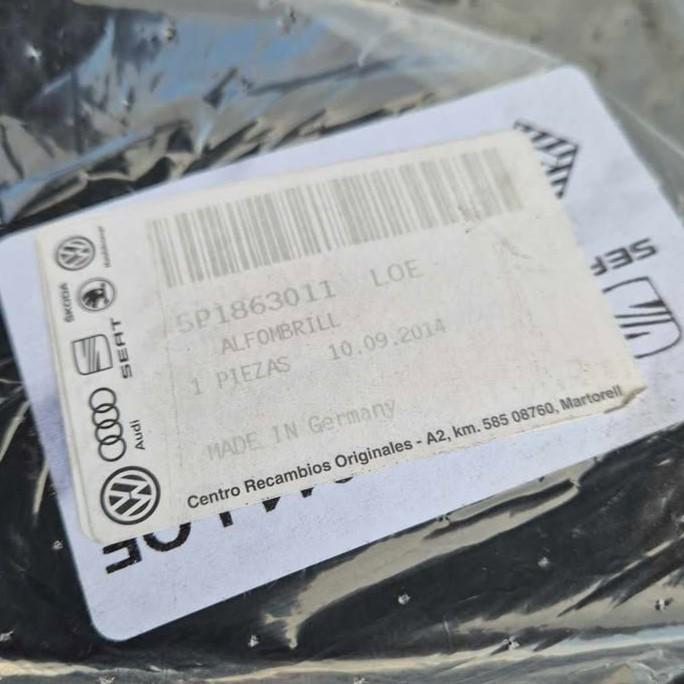 5P1863011 LOE
ALFOMBRILL
1 PIEZAS 10.09.2014
MADE IN Germany
Centro Recambios Originales - A2, km. 585 08760, Martorell
ŠKODA
SEAT
Audi
LOE